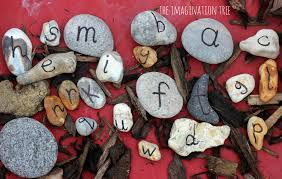 THE IMAGINATION TREE
h s m b a c
e i y
n k i f g
r j t o l d p
u w d